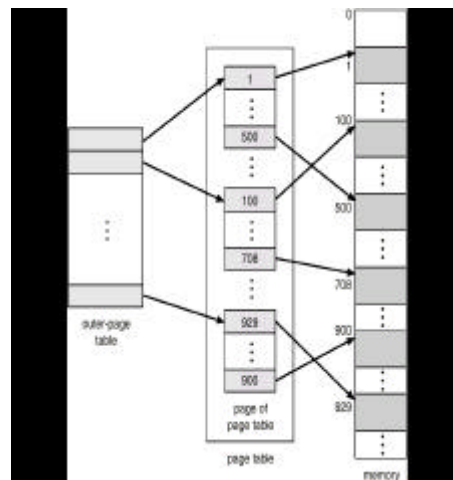 0
1
1
100
500
500
100
708
708
929
900
900
929
outer-page
table
page of
page table
page table
memory